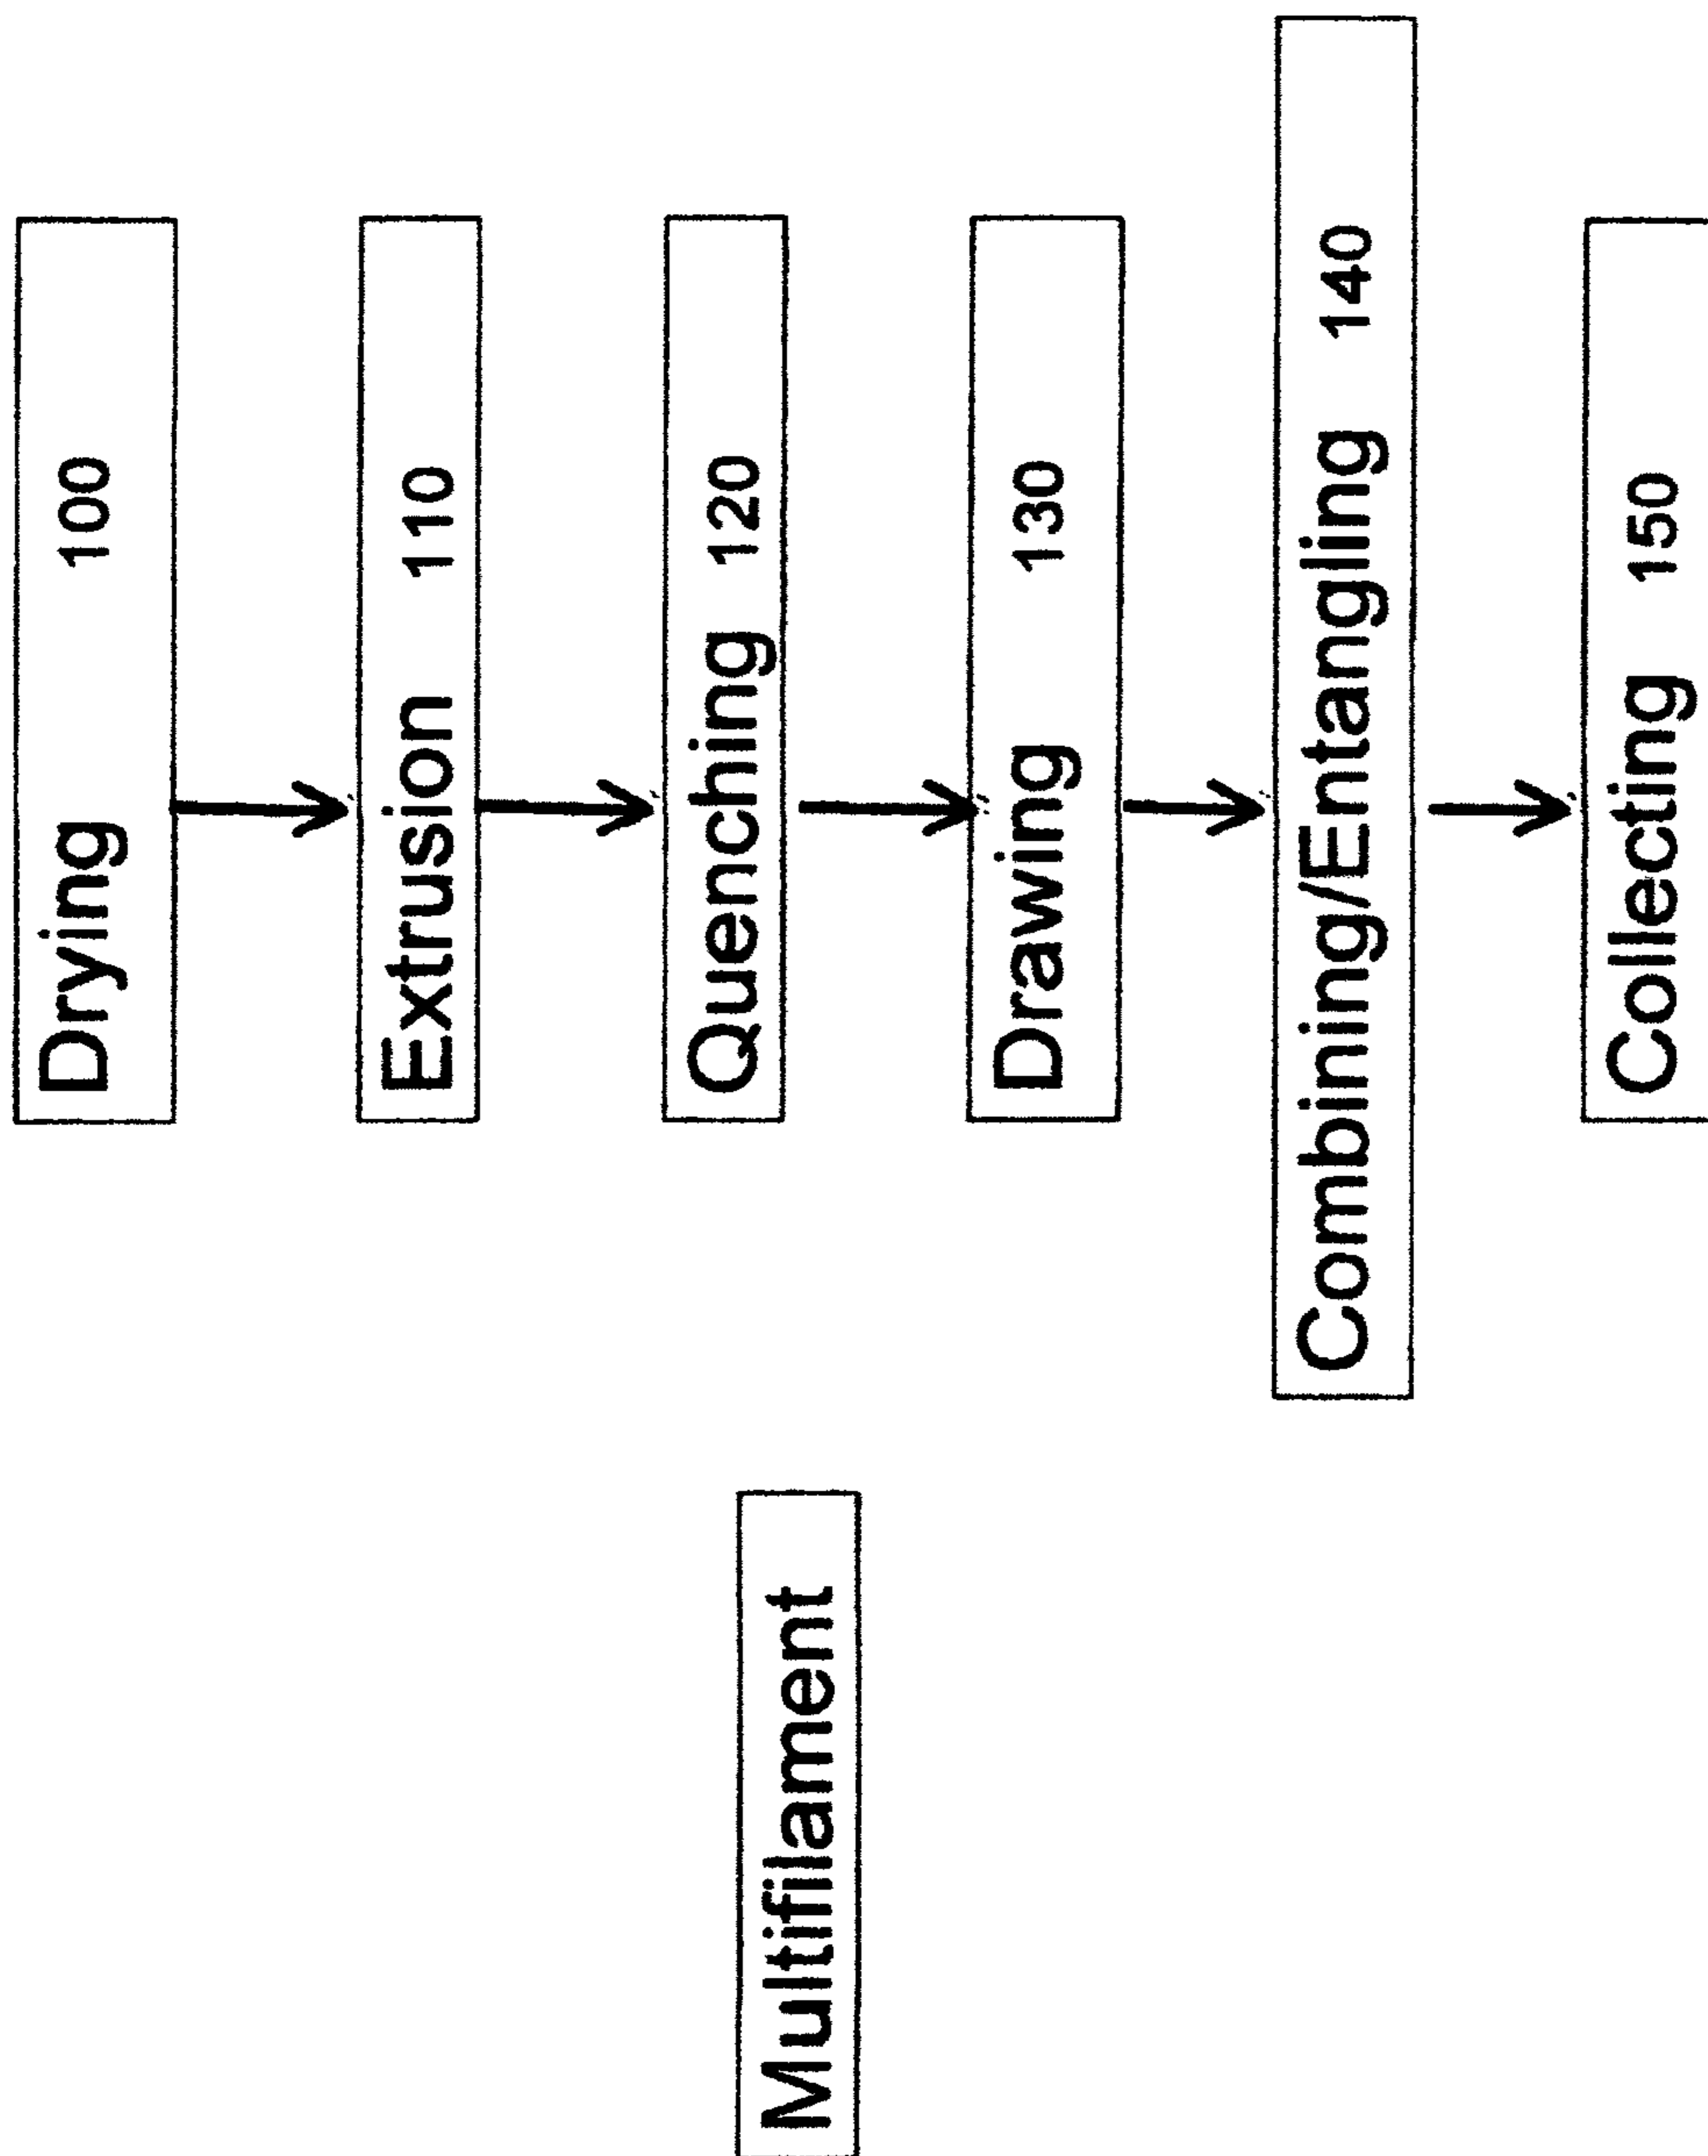 Multifilament
Drying 100
Extrusion 110
Quenching 120
Drawing 130
Combining/Entangling 140
Collecting 150